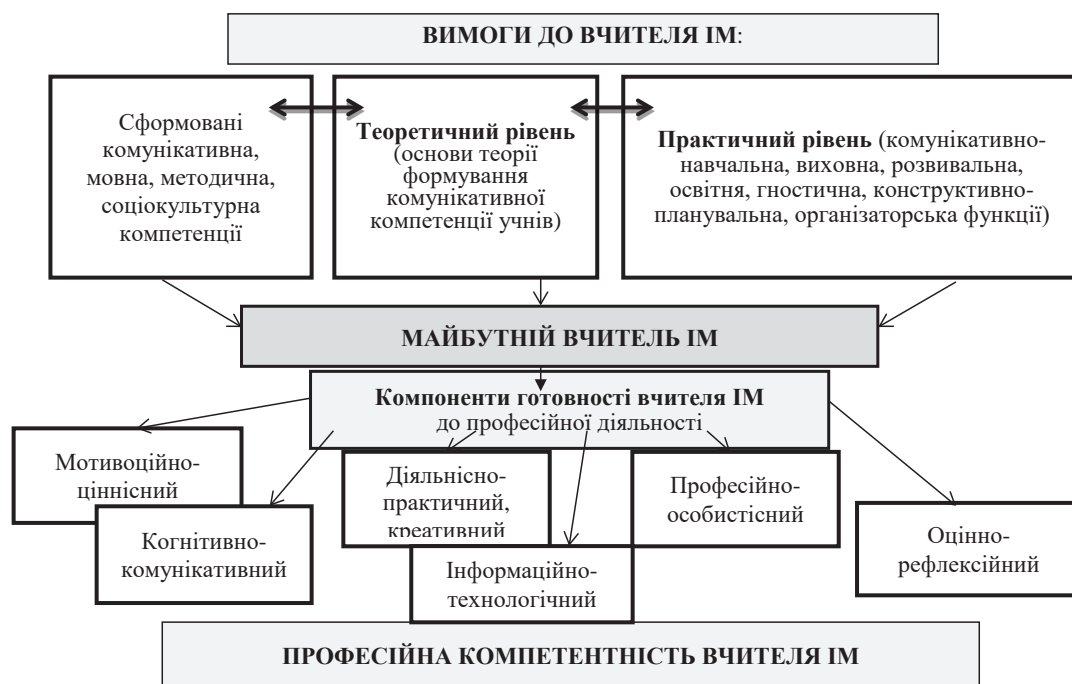 ВИМОГИ ДО ВЧИТЕЛЯ ІМ:
Сформовані
комунікативна,
мовна, методична,
соціокультурна
компетенції
Теоретичний рівень
(основи теорії
формування
комунікативної
компетенції учнів)
Практичний рівень (комунікативно-
навчальна, виховна, розвивальна,
освітня, гностична, конструктивно-
планувальна, організаторська функції)
МАЙБУТНІЙ ВЧИТЕЛЬ ІМ
Компоненти готовності вчителя ІМ
до професійної діяльності
Мотивоційно-
ціннісний
Когнітивно-
комунікативний
Діяльнісно-
практичний,
креативний
Інформаційно-
технологічний
Професійно-
особистісний
Оцінно-
рефлексійний
ПРОФЕСІЙНА КОМПЕТЕНТНІСТЬ ВЧИТЕЛЯ ІМ